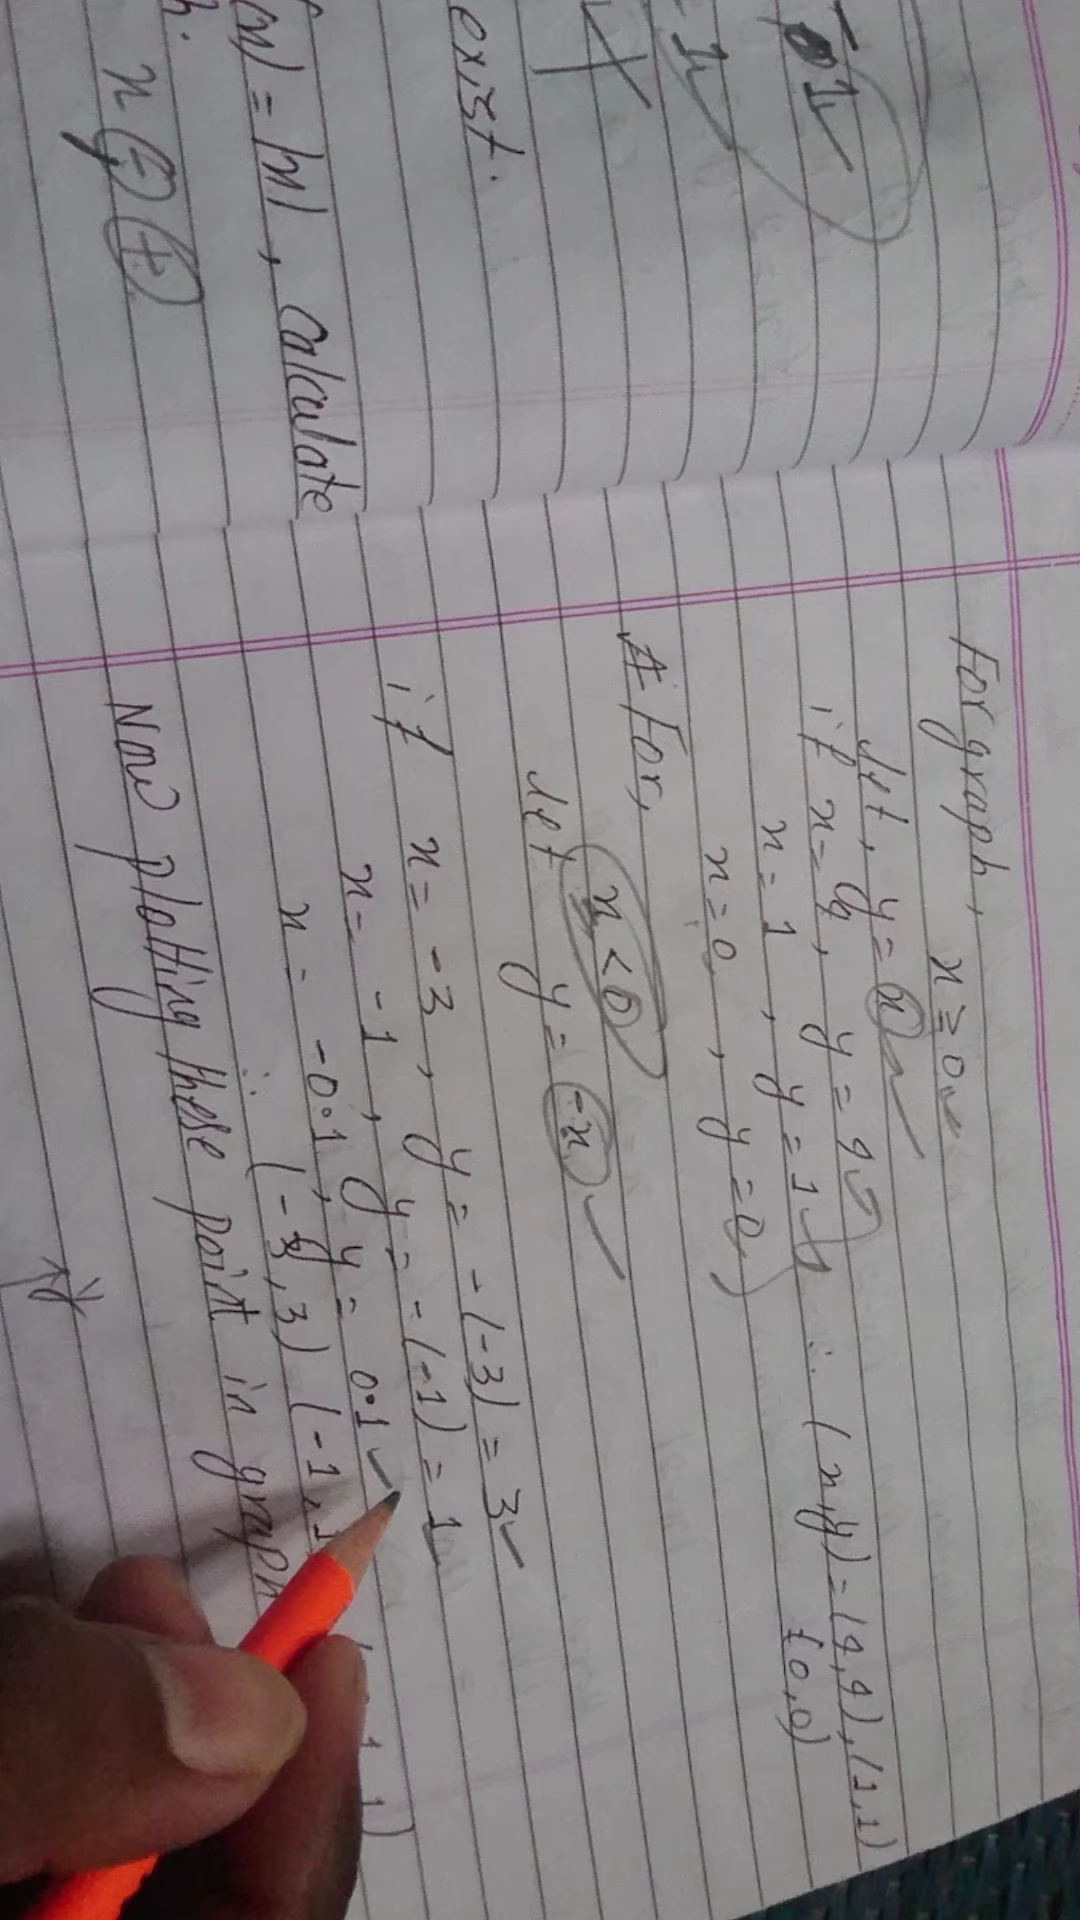 exist.
= |x|, calculate
x (-) (+)
For graph, x ≥ 0
Let, y = x
if x = 4, y = 4
x = 1, y = 1 ∴ (x,y) = (4,4), (1,1)
x = 0, y = 0 (0,0)
# For, x < 0
Let y = -x
if x = -3, y = -(-3) = 3
x = -1, y = -(-1) = 1
x = -0.1, y = 0.1
∴ (-3,3) (-1,1
Now plotting these point in graph